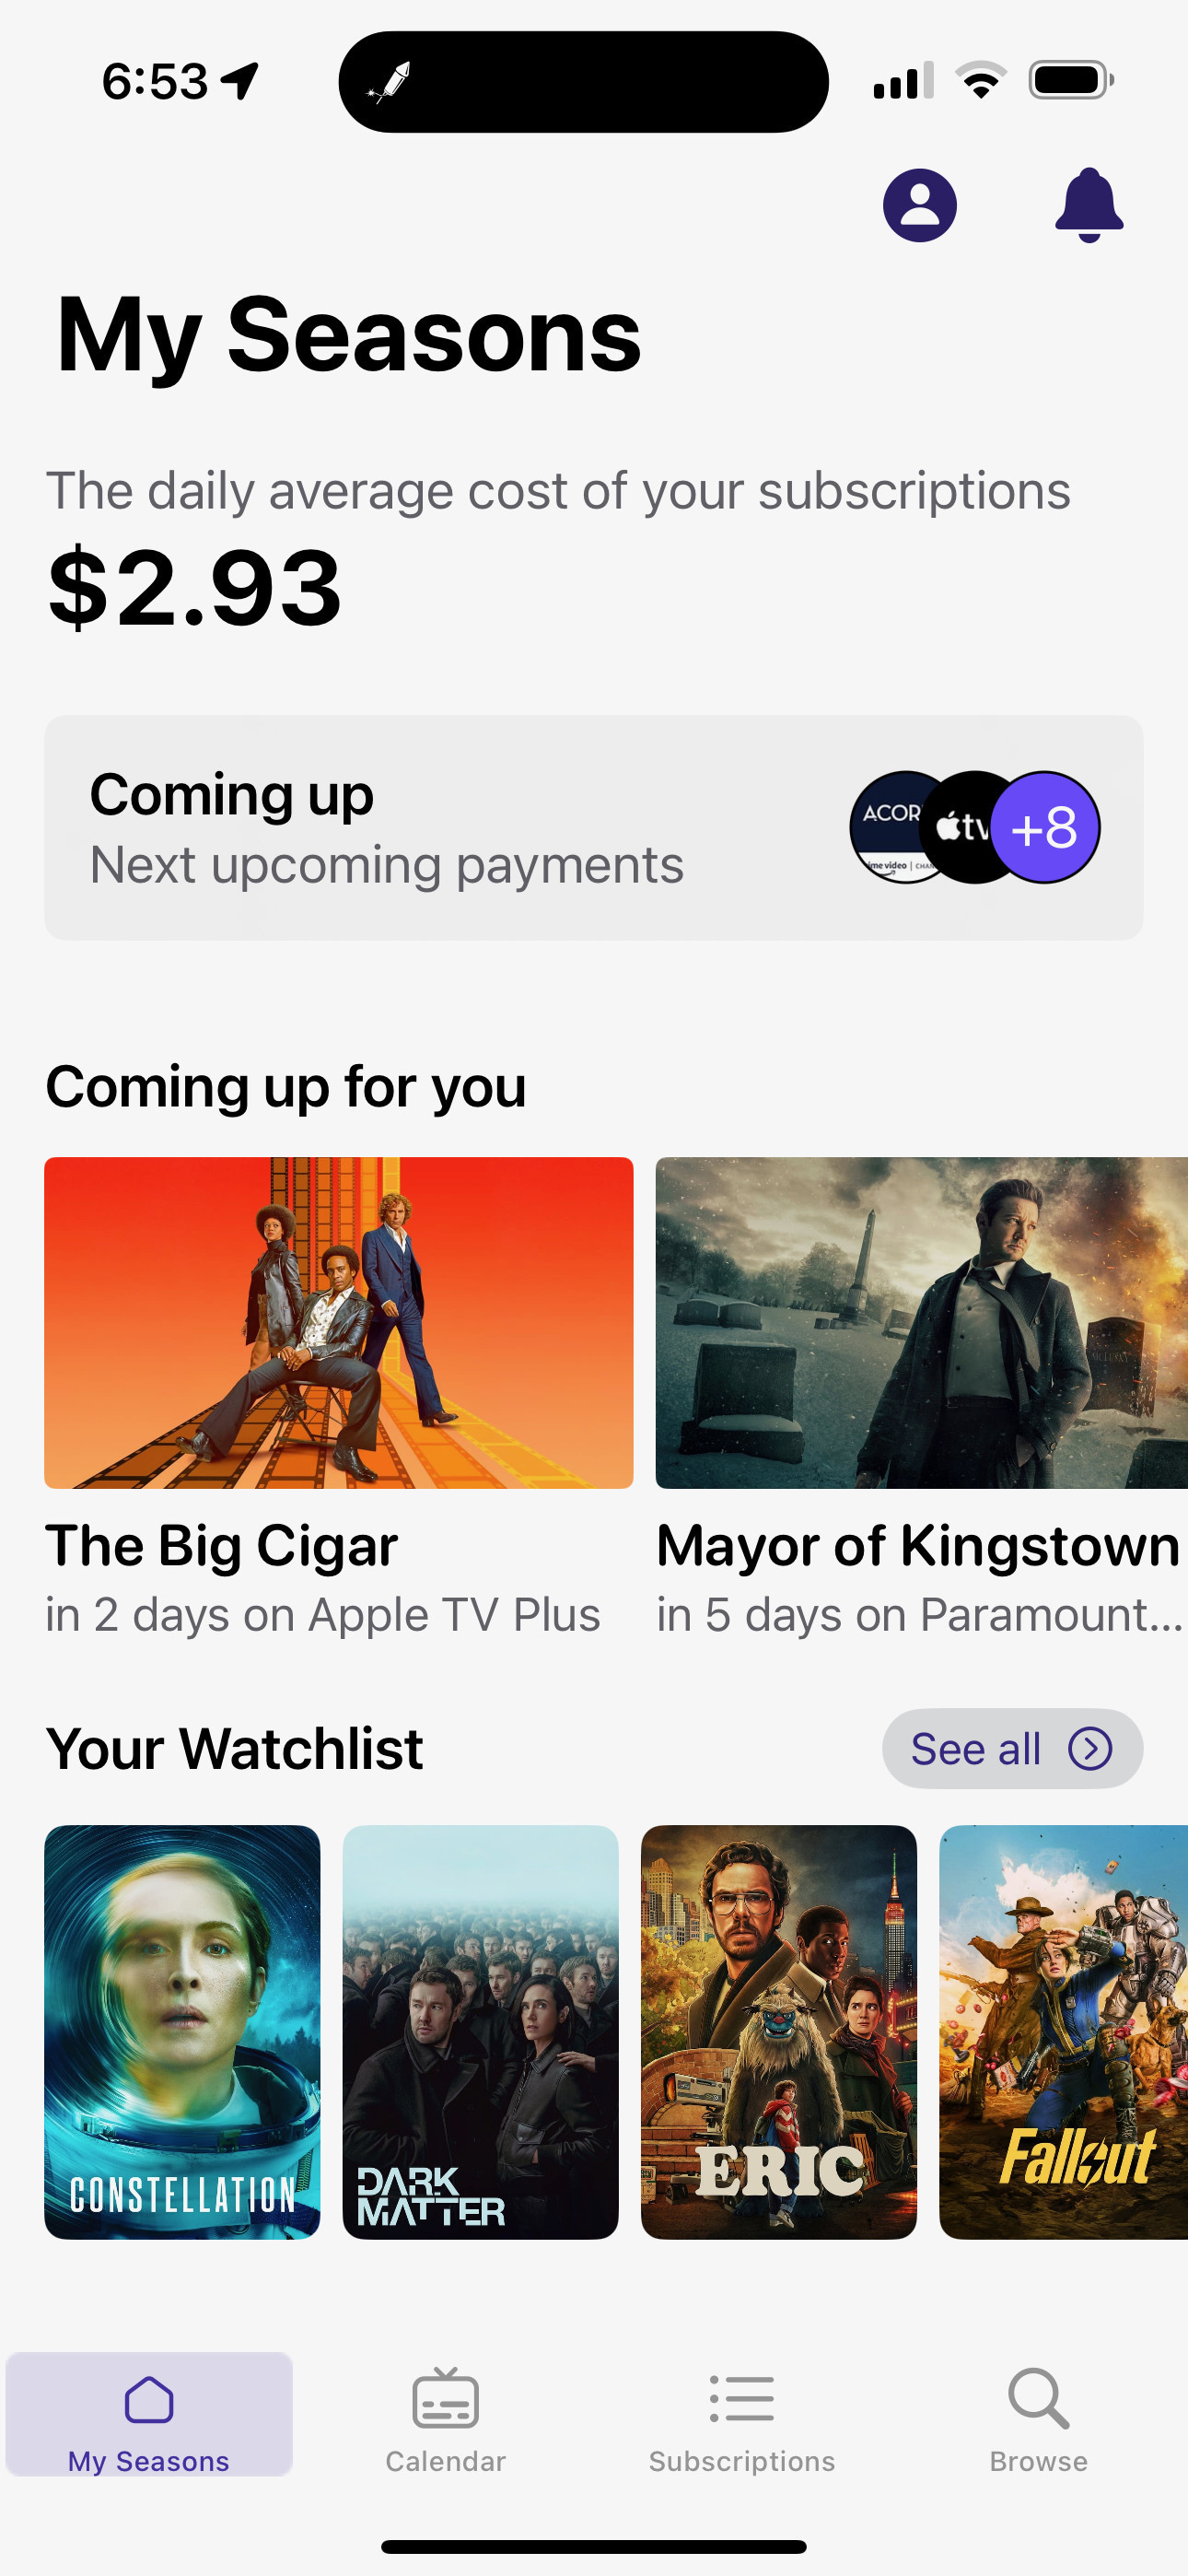 6:53
My Seasons
The daily average cost of your subscriptions
$2.93
Coming up
Next upcoming payments
ACOR
ime video | CHAN
tv
+8
Coming up for you
The Big Cigar
in 2 days on Apple TV Plus
Mayor of Kingstown
in 5 days on Paramount...
Your Watchlist
See all
CONSTELLATION
DARK
MATTER
ERIC
Fallout
My Seasons
Calendar
Subscriptions
Browse